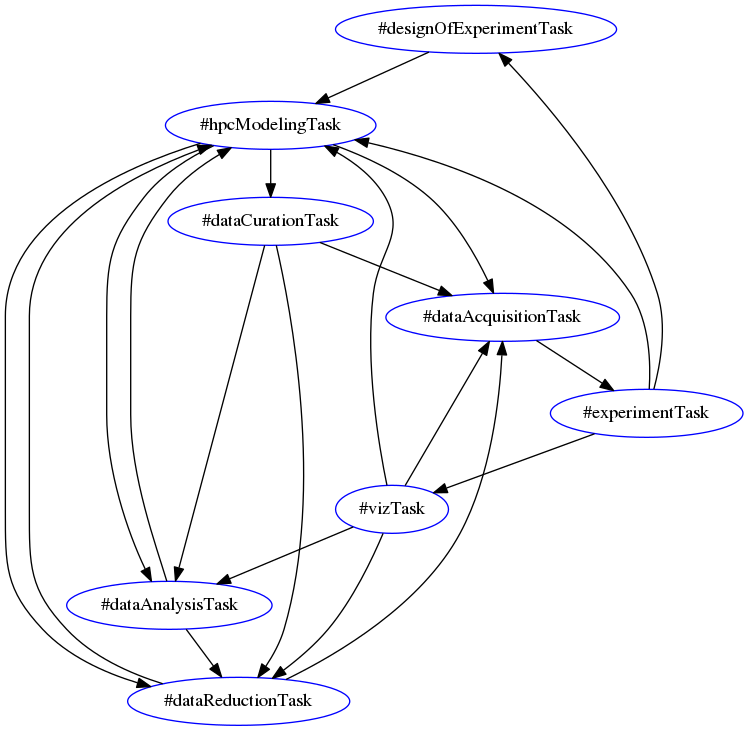 #designOfExperimentTask
#hpcModelingTask
#dataCurationTask
#dataAcquisitionTask
#experimentTask
#vizTask
#dataAnalysisTask
#dataReductionTask